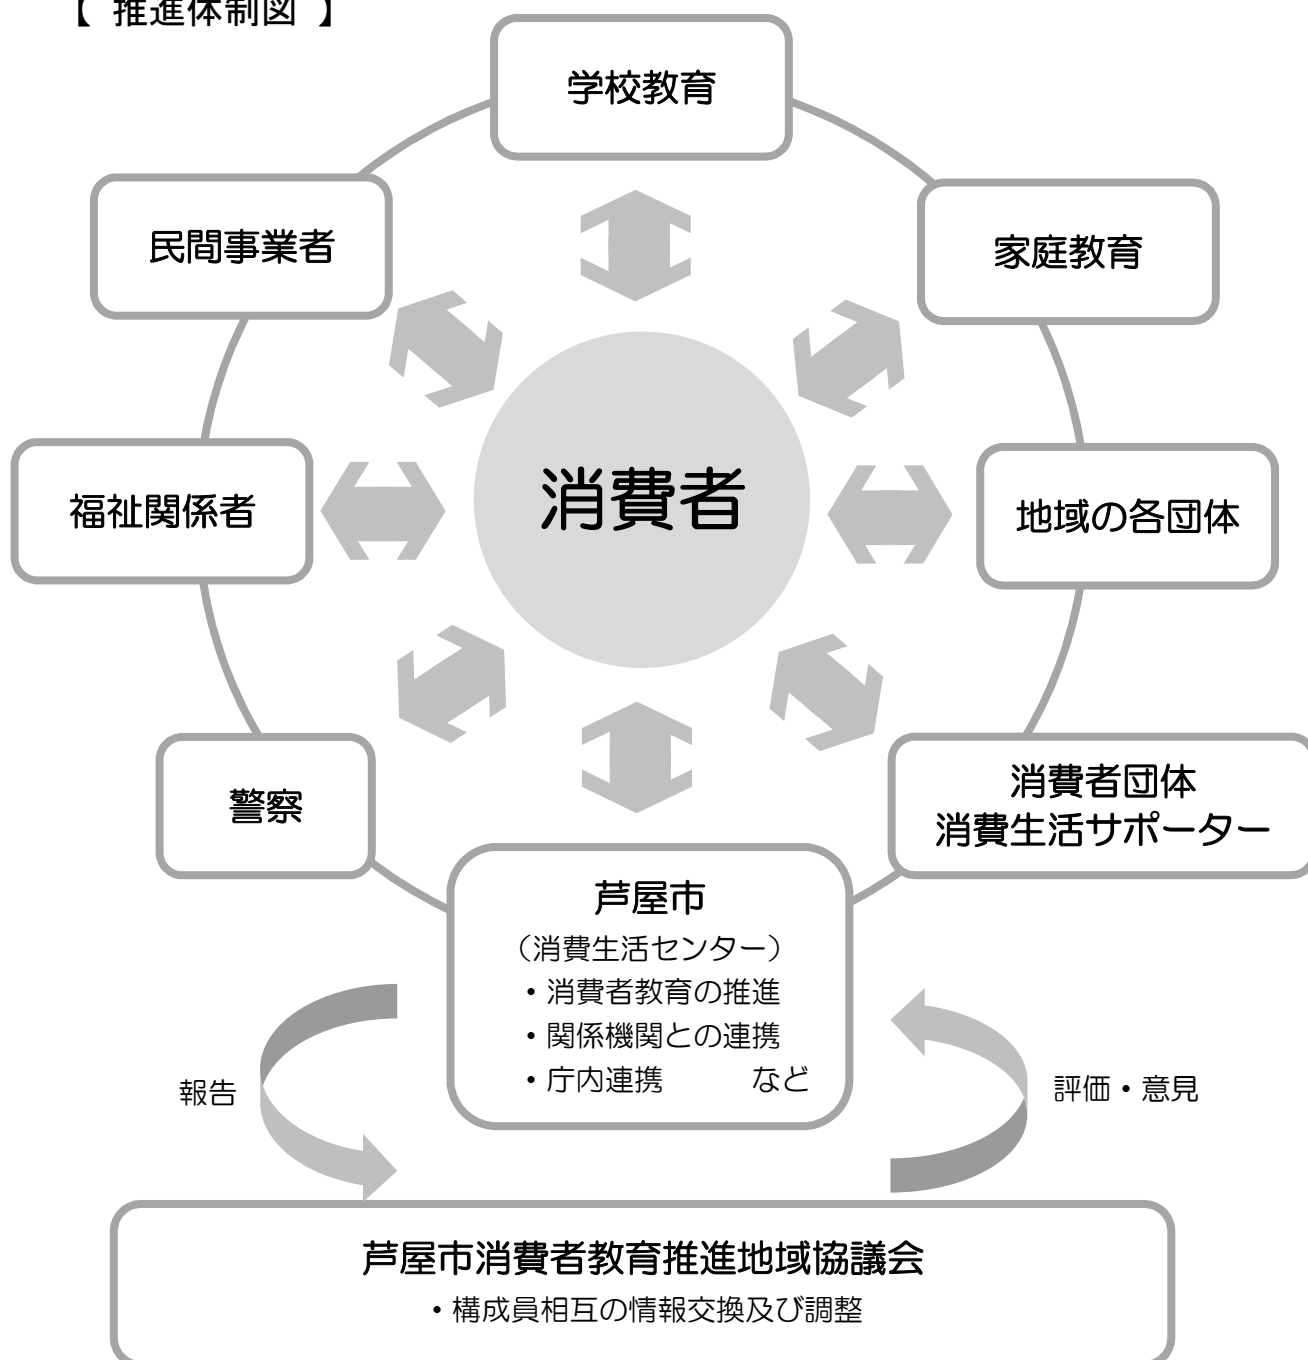 【 推進体制図 】
学校教育
民間事業者
家庭教育
消費者
福祉関係者
地域の各団体
警察
消費者団体
消費生活サポーター
芦屋市
（消費生活センター）
・消費者教育の推進
・関係機関との連携
・庁内連携　　　など
報告
評価・意見
芦屋市消費者教育推進地域協議会
・構成員相互の情報交換及び調整